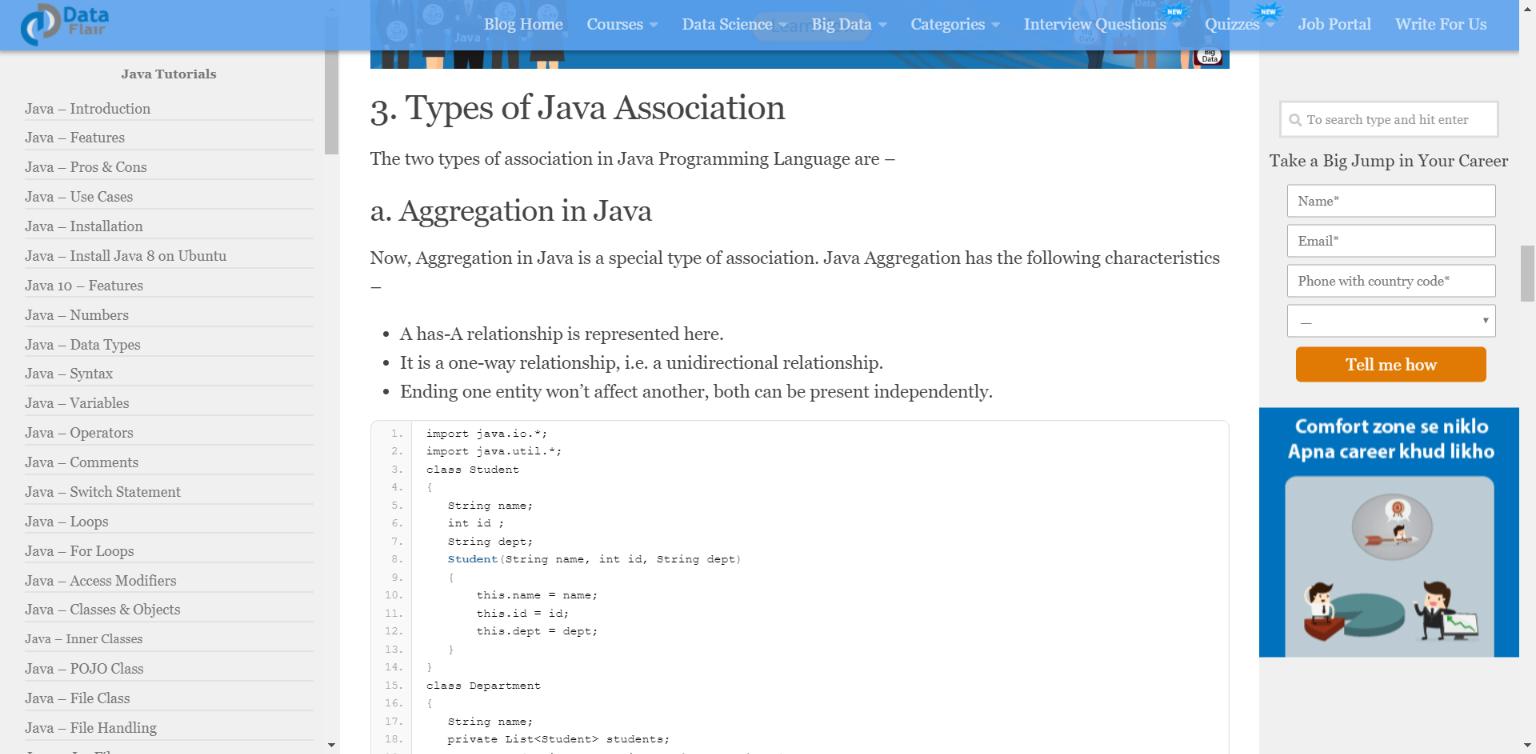 Data
Flair
Blog Home Courses Data Science Big Data Categories Interview Questions NEW Quizzes NEW Job Portal Write For Us
Java Tutorials
Java – Introduction
Java – Features
Java – Pros & Cons
Java – Use Cases
Java – Installation
Java – Install Java 8 on Ubuntu
Java 10 – Features
Java – Numbers
Java – Data Types
Java – Syntax
Java – Variables
Java – Operators
Java – Comments
Java – Switch Statement
Java – Loops
Java – For Loops
Java – Access Modifiers
Java – Classes & Objects
Java – Inner Classes
Java – POJO Class
Java – File Class
Java – File Handling
Java
Big
Data
3. Types of Java Association
The two types of association in Java Programming Language are –
a. Aggregation in Java
Now, Aggregation in Java is a special type of association. Java Aggregation has the following characteristics
–
• A has-A relationship is represented here.
• It is a one-way relationship, i.e. a unidirectional relationship.
• Ending one entity won’t affect another, both can be present independently.
1. import java.io.*;
2. import java.util.*;
3. class Student
4. {
5. String name;
6. int id ;
7. String dept;
8. Student(String name, int id, String dept)
9. {
10. this.name = name;
11. this.id = id;
12. this.dept = dept;
13. }
14. }
15. class Department
16. {
17. String name;
18. private List<Student> students;
To search type and hit enter
Take a Big Jump in Your Career
Name*
Email*
Phone with country code*
—
Tell me how
Comfort zone se niklo
Apna career khud likho